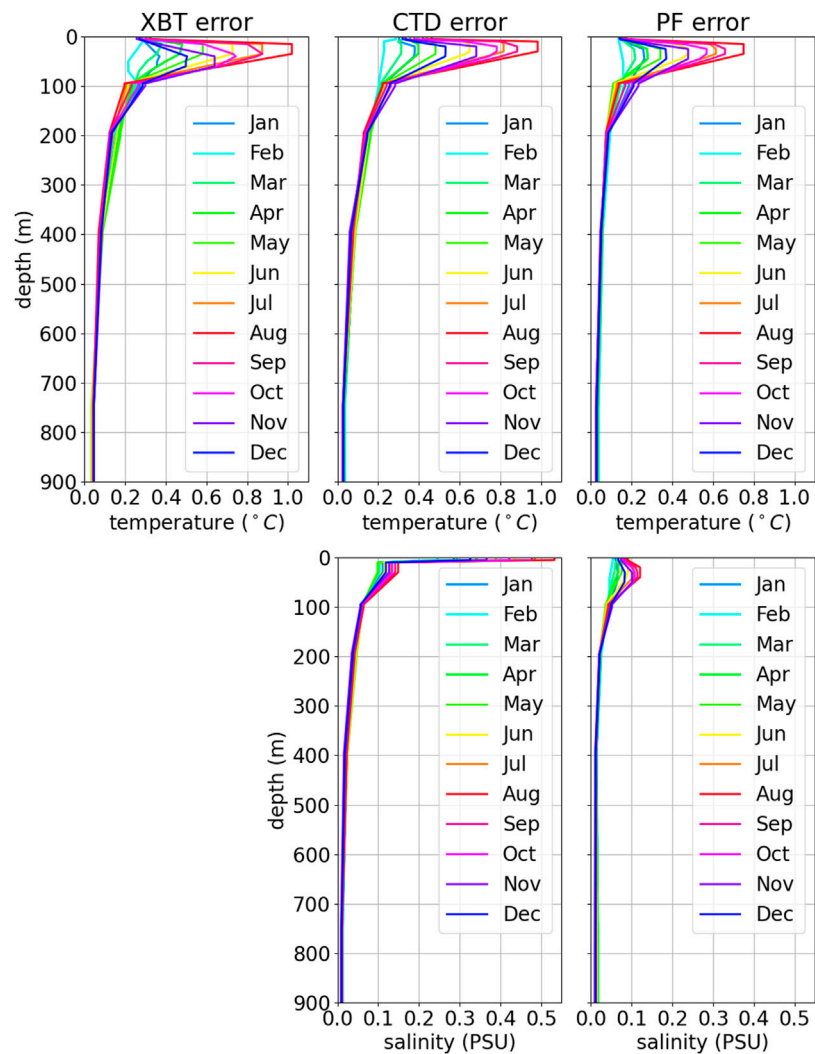 XBT error CTD error PF error
0
100
200
300
400
500
600
700
800
900
depth (m)
Jan
Feb
Mar
Apr
May
Jun
Jul
Aug
Sep
Oct
Nov
Dec
Jan
Feb
Mar
Apr
May
Jun
Jul
Aug
Sep
Oct
Nov
Dec
Jan
Feb
Mar
Apr
May
Jun
Jul
Aug
Sep
Oct
Nov
Dec
0.0 0.2 0.4 0.6 0.8 1.0 0.0 0.2 0.4 0.6 0.8 1.0 0.0 0.2 0.4 0.6 0.8 1.0
temperature (°C) temperature (°C) temperature (°C)
0
100
200
300
400
500
600
700
800
900
depth (m)
Jan
Feb
Mar
Apr
May
Jun
Jul
Aug
Sep
Oct
Nov
Dec
Jan
Feb
Mar
Apr
May
Jun
Jul
Aug
Sep
Oct
Nov
Dec
0.0 0.1 0.2 0.3 0.4 0.5 0.0 0.1 0.2 0.3 0.4 0.5
salinity (PSU) salinity (PSU)